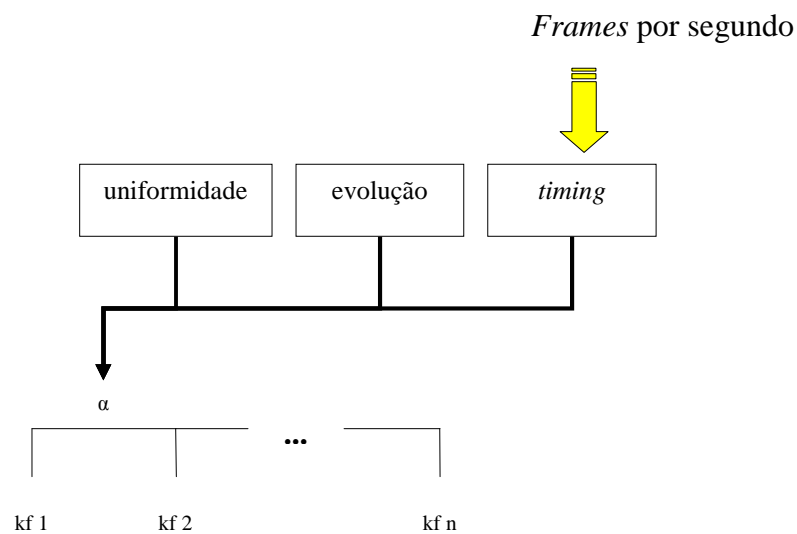 Frames por segundo
uniformidade
evolução
timing
α
...
kf 1
kf 2
kf n